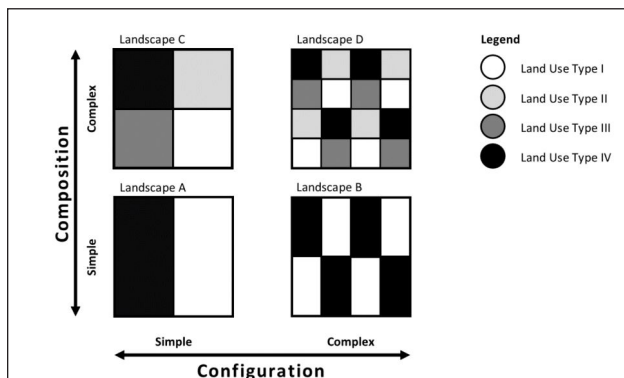 Landscape C
Landscape D
Legend
Land Use Type I
Land Use Type II
Land Use Type III
Land Use Type IV
Complex
Composition
Landscape A
Landscape B
Simple
Simple
Complex
Configuration